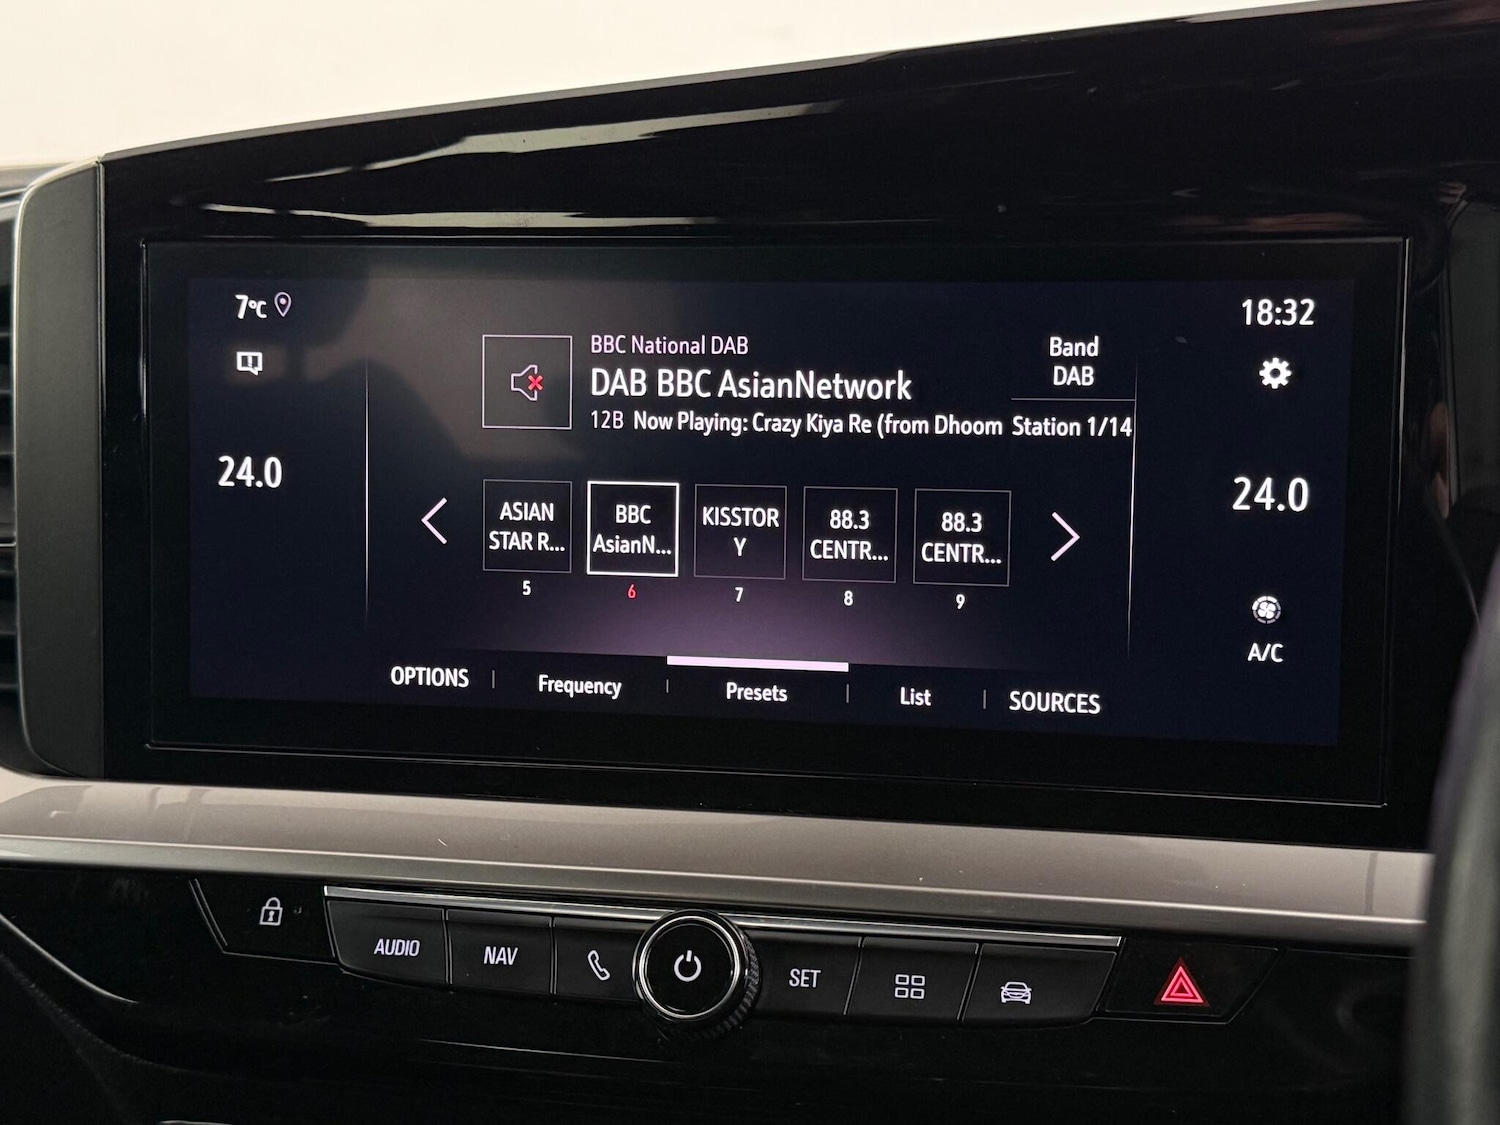 7°C
18:32
BBC National DAB
DAB BBC AsianNetwork
12B Now Playing: Crazy Kiya Re (from Dhoom
Band
DAB
Station 1/14
24.0
24.0
ASIAN
STAR R...
5
BBC
AsianN...
6
KISSTOR
Y
7
88.3
CENTR...
8
88.3
CENTR...
9
A/C
OPTIONS
Frequency
Presets
List
SOURCES
AUDIO
NAV
SET